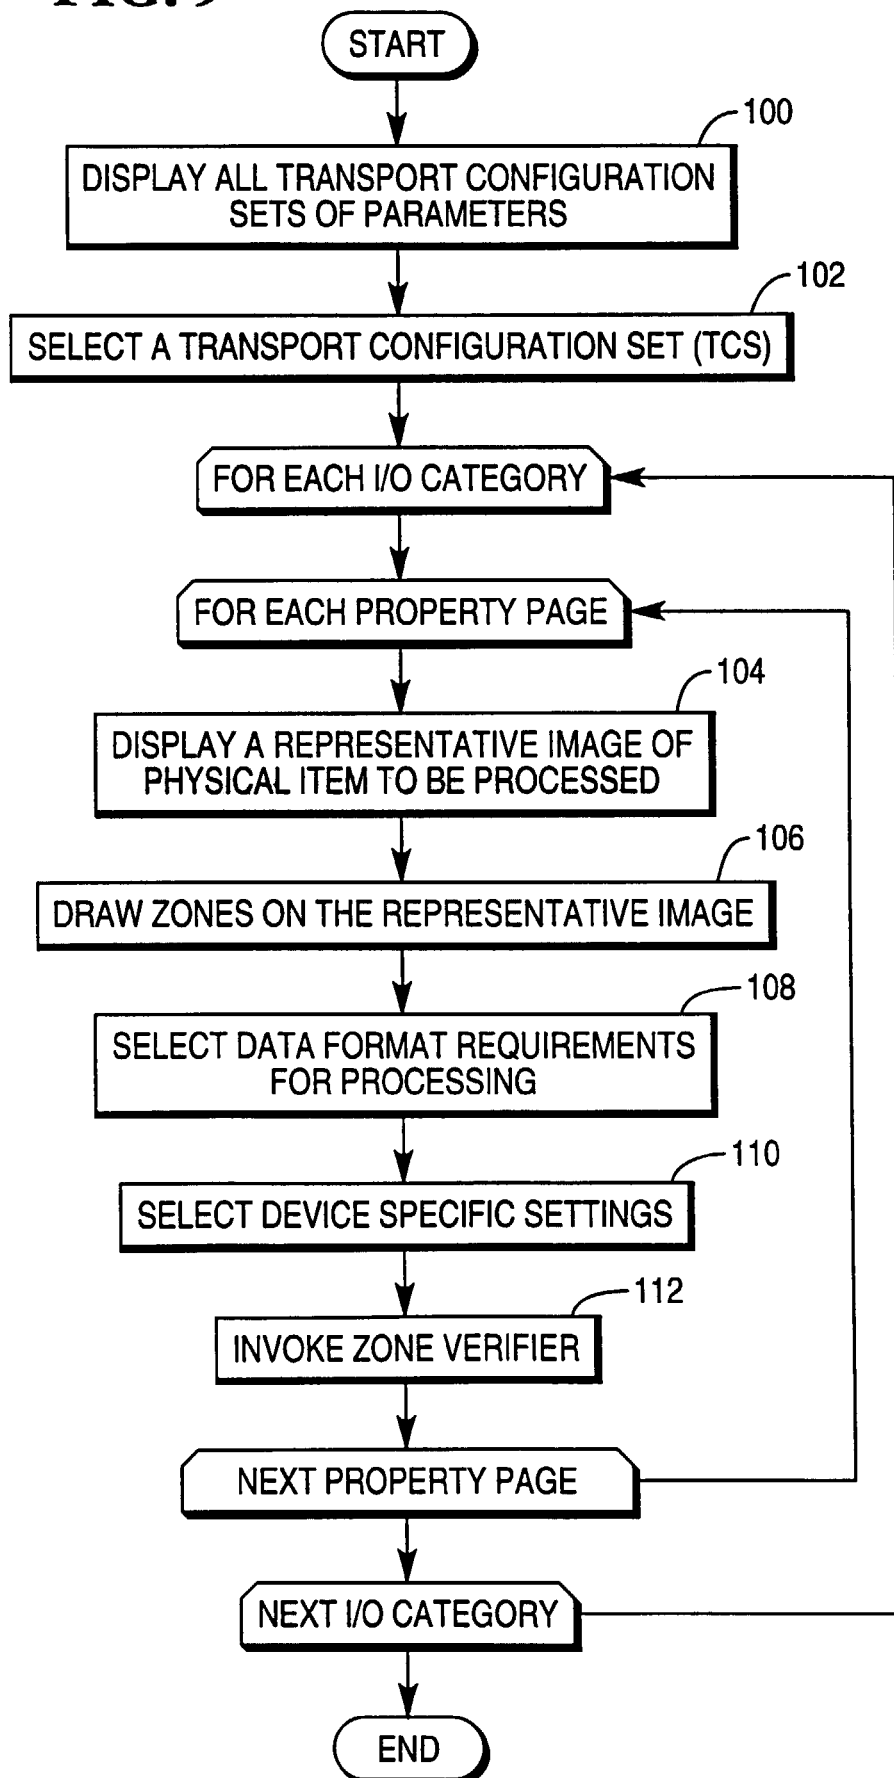 FIG. 9
START
100
DISPLAY ALL TRANSPORT CONFIGURATION
SETS OF PARAMETERS
102
SELECT A TRANSPORT CONFIGURATION SET (TCS)
FOR EACH I/O CATEGORY
FOR EACH PROPERTY PAGE
104
DISPLAY A REPRESENTATIVE IMAGE OF
PHYSICAL ITEM TO BE PROCESSED
106
DRAW ZONES ON THE REPRESENTATIVE IMAGE
108
SELECT DATA FORMAT REQUIREMENTS
FOR PROCESSING
110
SELECT DEVICE SPECIFIC SETTINGS
112
INVOKE ZONE VERIFIER
NEXT PROPERTY PAGE
NEXT I/O CATEGORY
END